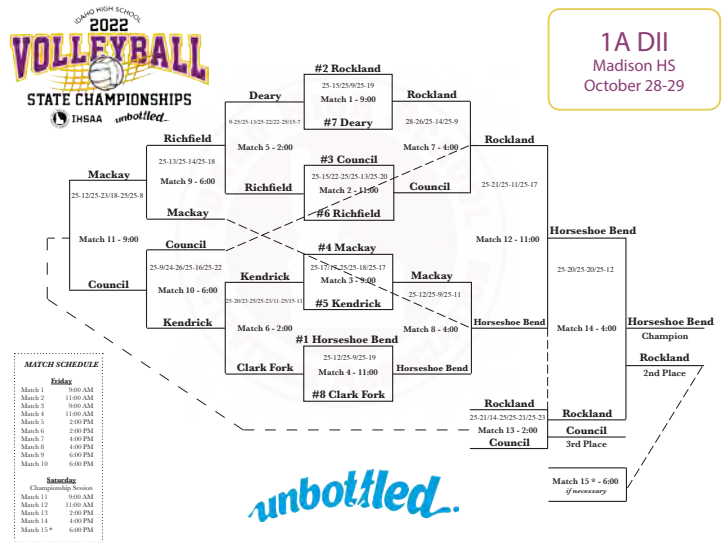 IDAHO HIGH SCHOOL
2022
VOLLEYBALL
STATE CHAMPIONSHIPS
IHSAA unbottled.
1A DII
Madison HS
October 28-29
#2 Rockland
25-15/25/9/25-19
Match 1 - 9:00
#7 Deary
#3 Council
25-15/22-25/25-13/25-20
Match 2 - 11:00
#6 Richfield
#4 Mackay
25-17/17-25/25-18/25-17
Match 3 - 9:00
#5 Kendrick
#1 Horseshoe Bend
25-12/25-9/25-19
Match 4 - 11:00
#8 Clark Fork
Deary
9-25/25-13/25-22/22-25/15-7
Match 5 - 2:00
Richfield
Kendrick
25-20/23-25/25-23/11-25/15-11
Match 6 - 2:00
Clark Fork
Rockland
28-26/25-14/25-9
Match 7 - 4:00
Council
Mackay
25-12/25-9/25-11
Match 8 - 4:00
Horseshoe Bend
Richfield
25-13/25-14/25-18
Match 9 - 6:00
Mackay
Council
25-9/24-26/25-16/25-22
Match 10 - 6:00
Kendrick
Mackay
25-12/25-23/18-25/25-8
Match 11 - 9:00
Council
Rockland
25-21/25-11/25-17
Match 12 - 11:00
Horseshoe Bend
Rockland
25-21/14-25/25-21/25-23
Match 13 - 2:00
Council
Horseshoe Bend
25-20/25-20/25-12
Match 14 - 4:00
Rockland
Council
3rd Place
Horseshoe Bend
Champion
Rockland
2nd Place
Match 15 * - 6:00
if necessary
MATCH SCHEDULE
Friday
Match 1 9:00 AM
Match 2 11:00 AM
Match 3 9:00 AM
Match 4 11:00 AM
Match 5 2:00 PM
Match 6 2:00 PM
Match 7 4:00 PM
Match 8 4:00 PM
Match 9 6:00 PM
Match 10 6:00 PM
Saturday
Championship Session
Match 11 9:00 AM
Match 12 11:00 AM
Match 13 2:00 PM
Match 14 4:00 PM
Match 15 * 6:00 PM
unbottled.